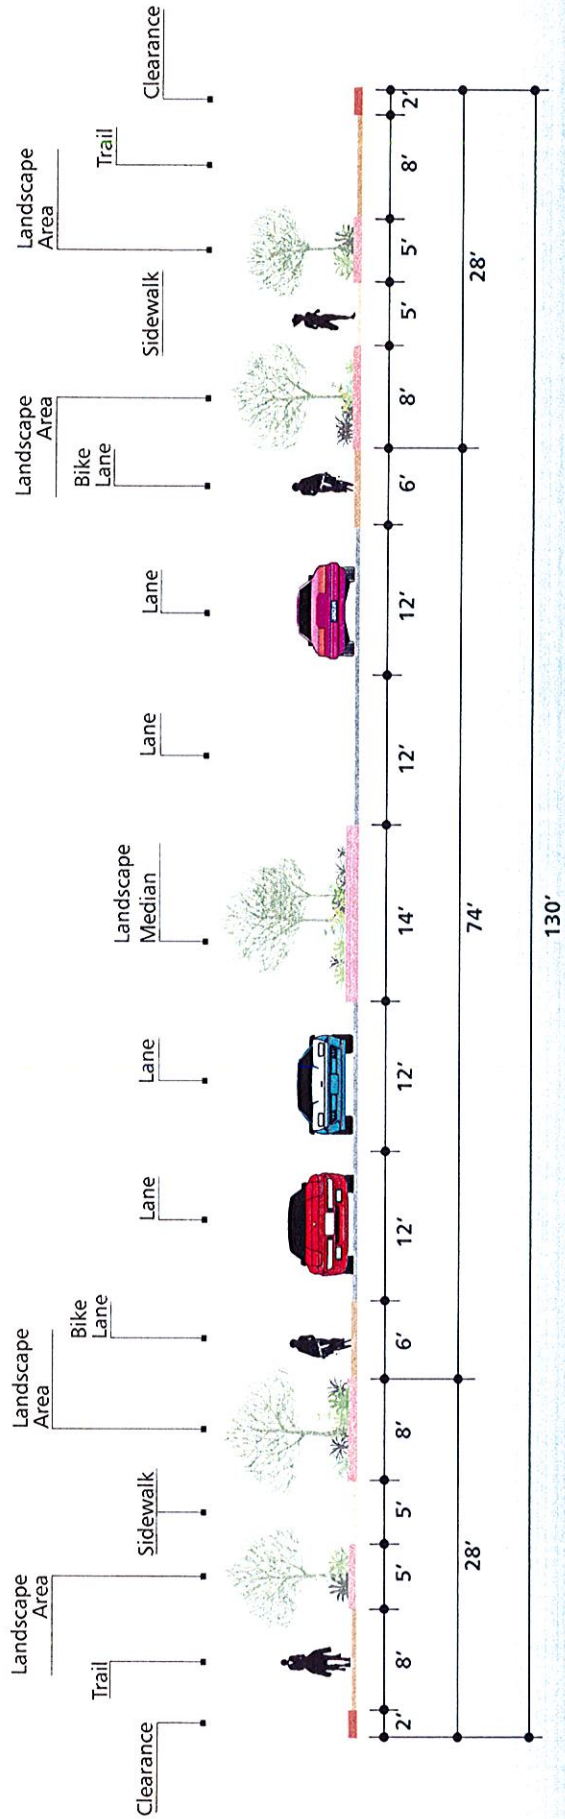 Clearance
Trail
Landscape
Area
Sidewalk
Landscape
Area
Bike
Lane
Lane
Lane
Landscape
Median
Lane
Lane
Bike
Lane
Landscape
Area
Sidewalk
Landscape
Area
Trail
Clearance
2' 8' 5' 5' 8' 6' 12' 12' 14' 12' 12' 6' 8' 5' 5' 8' 2'
28' 74' 28'
130'